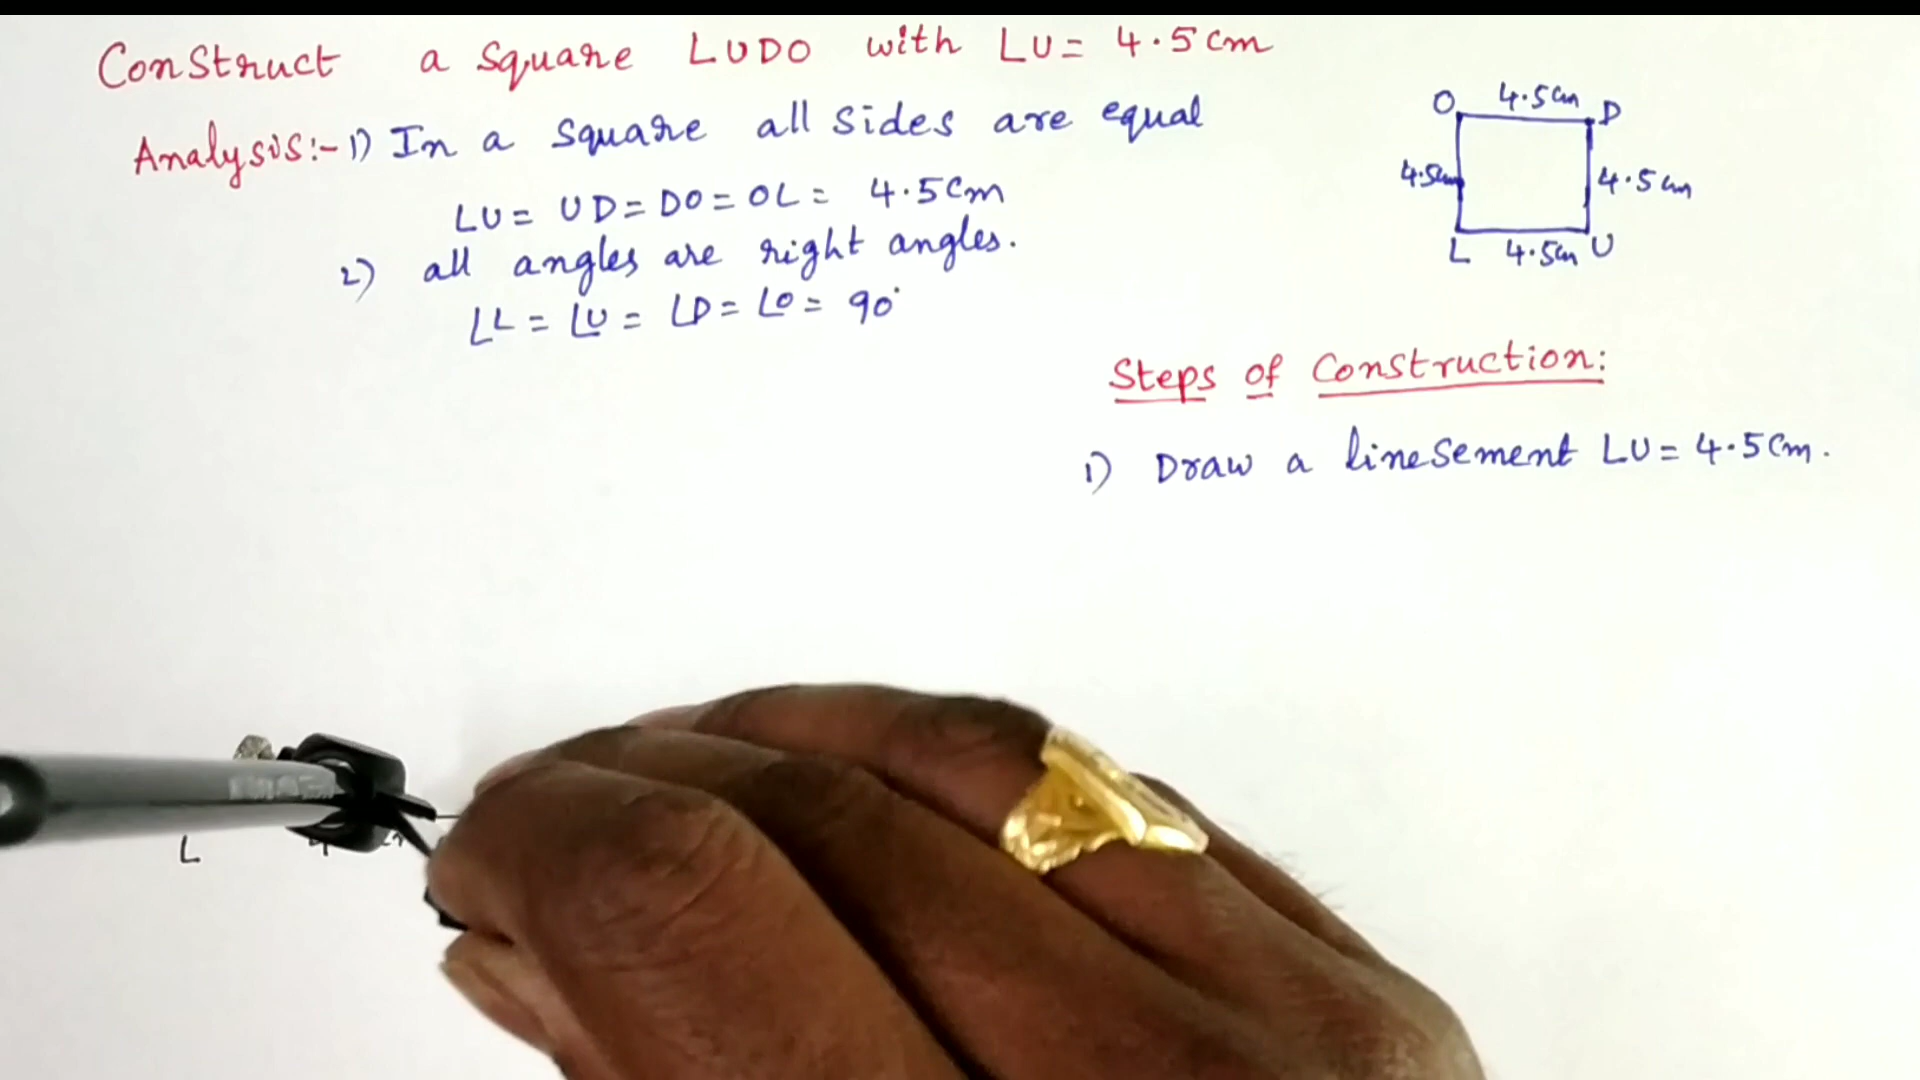 Construct a square LUDO with LU = 4.5cm
Analysis:- 1) In a square all sides are equal
LU = UD = DO = OL = 4.5cm
2) all angles are right angles.
∠L = ∠U = ∠D = ∠O = 90°
O 4.5cm D
4.5cm 4.5cm
L 4.5cm U
Steps of Construction:
1) Draw a linesement LU = 4.5cm.
L